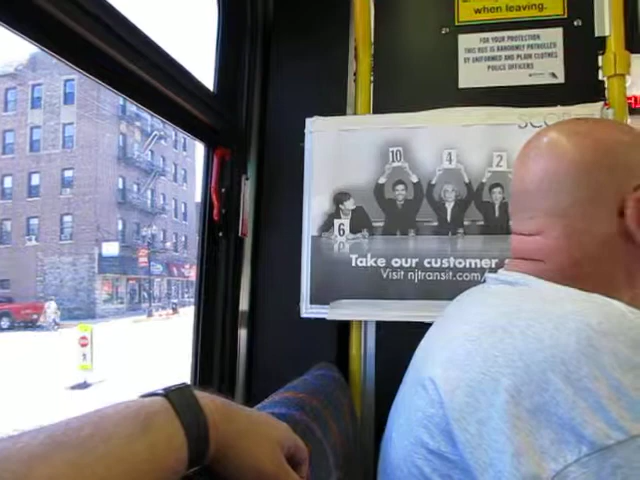 when leaving.
FOR YOUR PROTECTION
THIS BUS IS RANDOMLY PATROLLED
BY UNIFORMED AND PLAIN CLOTHES
POLICE OFFICERS
10
4
2
6
Take our customer
Visit njtransit.com/